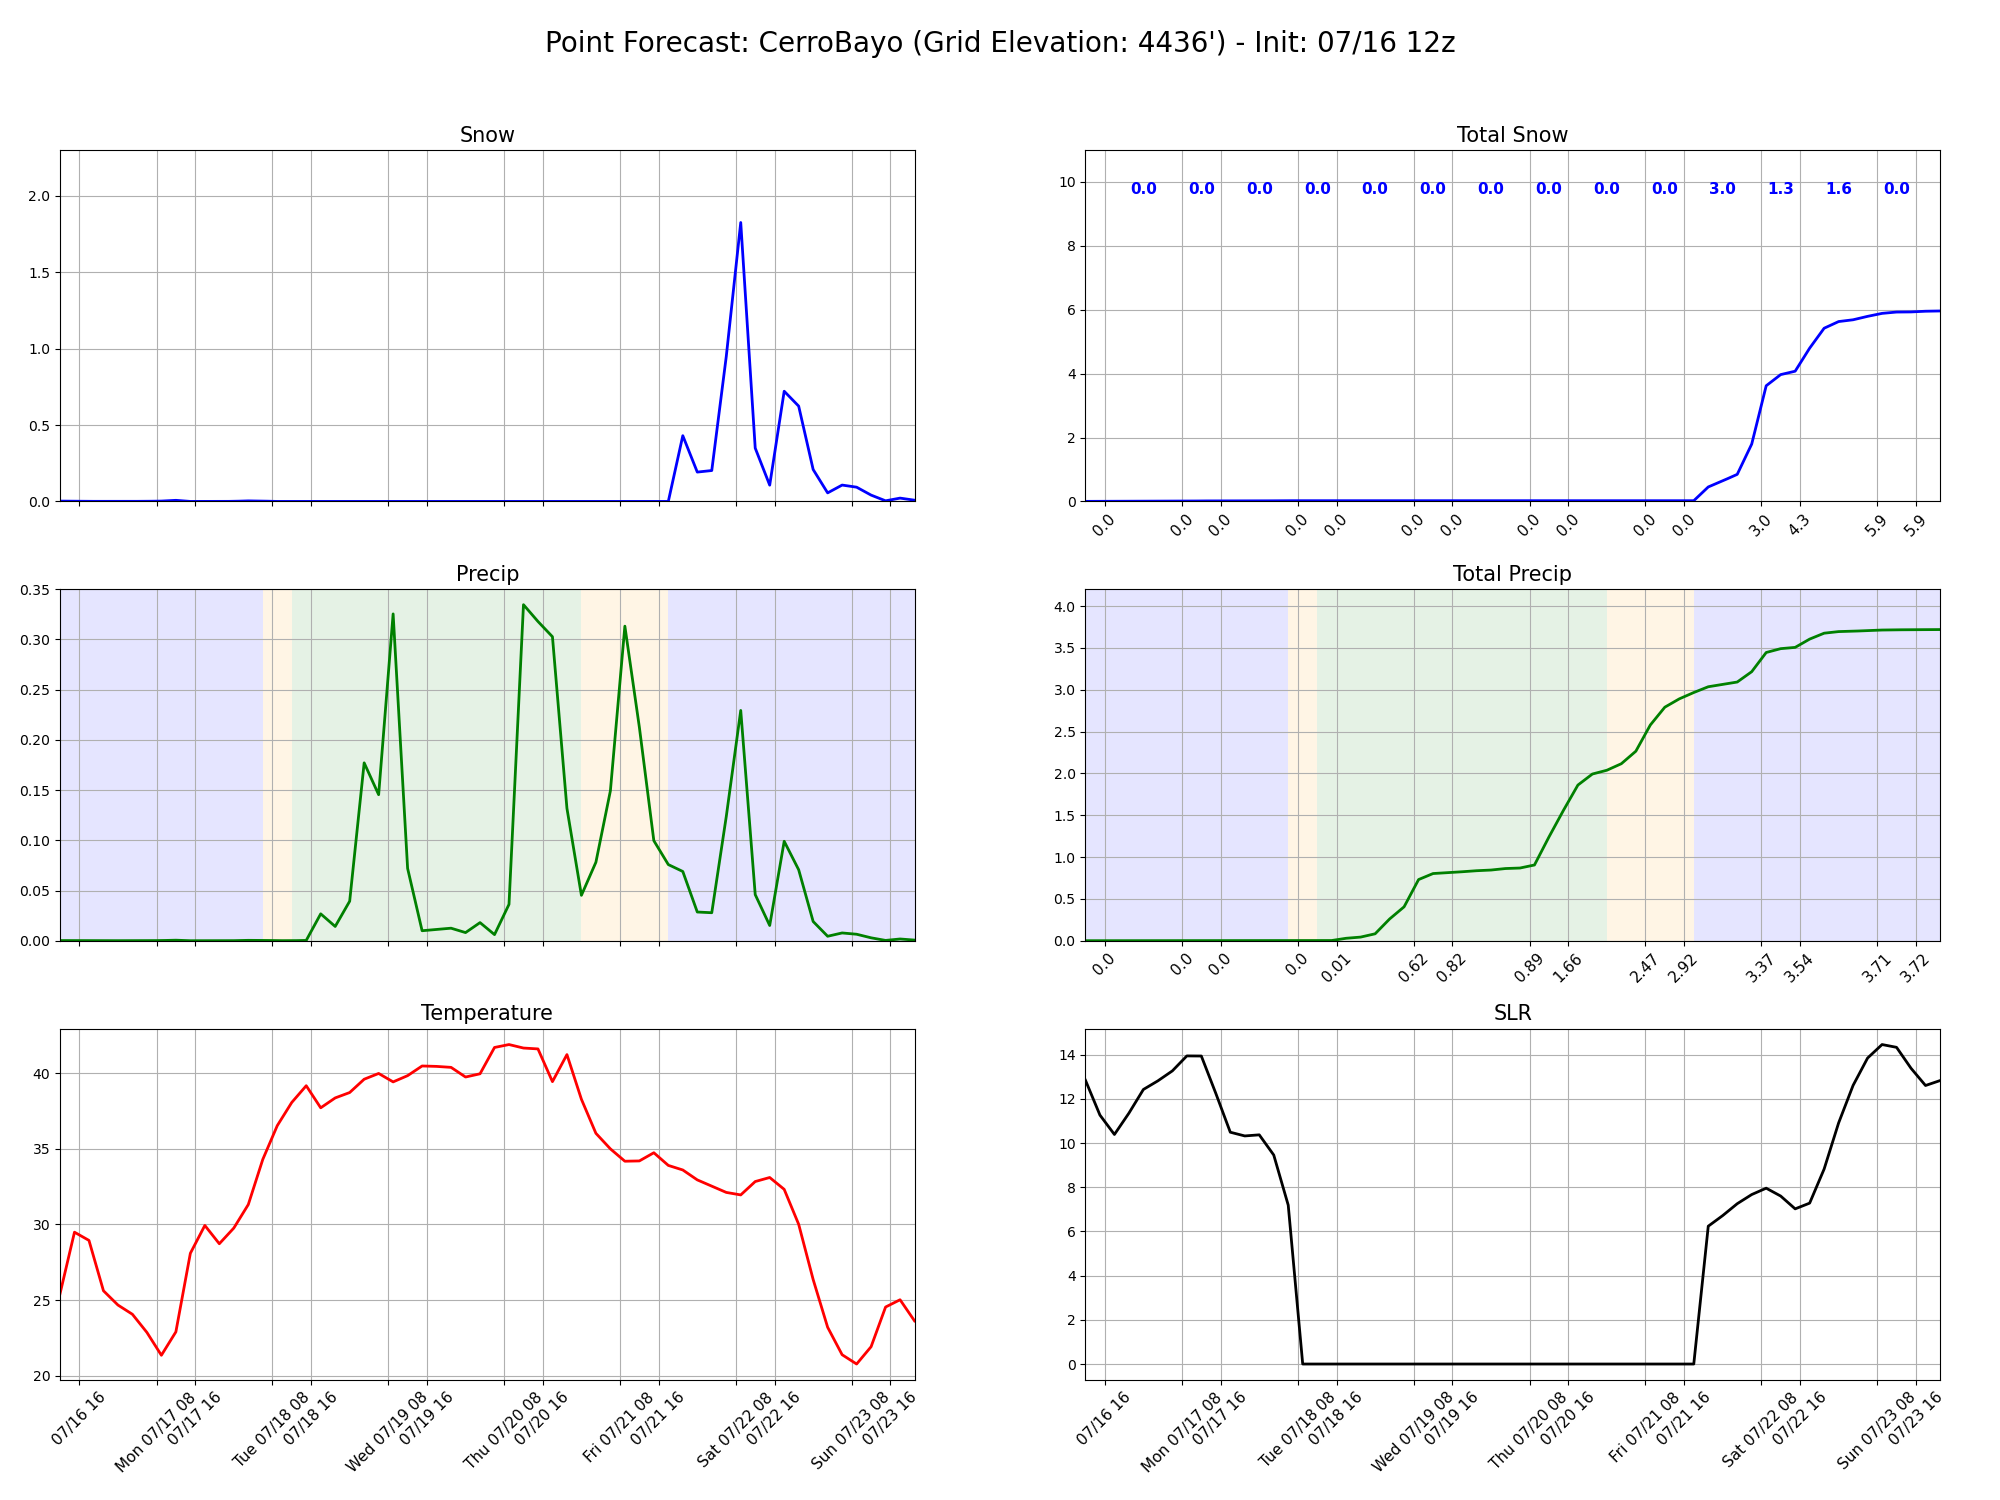 Point Forecast: CerroBayo (Grid Elevation: 4436') - Init: 07/16 12z
Snow
2.0
1.5
1.0
0.5
0.0
Total Snow
10
8
6
4
2
0
0.0 0.0 0.0 0.0 0.0 0.0 0.0 0.0 0.0 0.0 3.0 1.3 1.6 0.0
0.0 0.0 0.0 0.0 0.0 0.0 0.0 0.0 0.0 0.0 0.0 3.0 4.3 5.9 5.9
Precip
0.35
0.30
0.25
0.20
0.15
0.10
0.05
0.00
Total Precip
4.0
3.5
3.0
2.5
2.0
1.5
1.0
0.5
0.0
0.0 0.0 0.0 0.0 0.01 0.62 0.82 0.89 1.66 2.47 2.92 3.37 3.54 3.71 3.72
Temperature
40
35
30
25
20
07/16 16
Mon 07/17 08
07/17 16
Tue 07/18 08
07/18 16
Wed 07/19 08
07/19 16
Thu 07/20 08
07/20 16
Fri 07/21 08
07/21 16
Sat 07/22 08
07/22 16
Sun 07/23 08
07/23 16
SLR
14
12
10
8
6
4
2
0
07/16 16
Mon 07/17 08
07/17 16
Tue 07/18 08
07/18 16
Wed 07/19 08
07/19 16
Thu 07/20 08
07/20 16
Fri 07/21 08
07/21 16
Sat 07/22 08
07/22 16
Sun 07/23 08
07/23 16